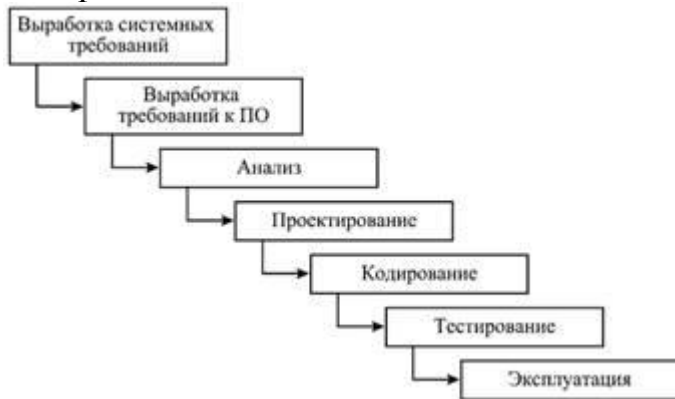 Выработка системных
требований
Выработка
требований к ПО
Анализ
Проектирование
Кодирование
Тестирование
Эксплуатация